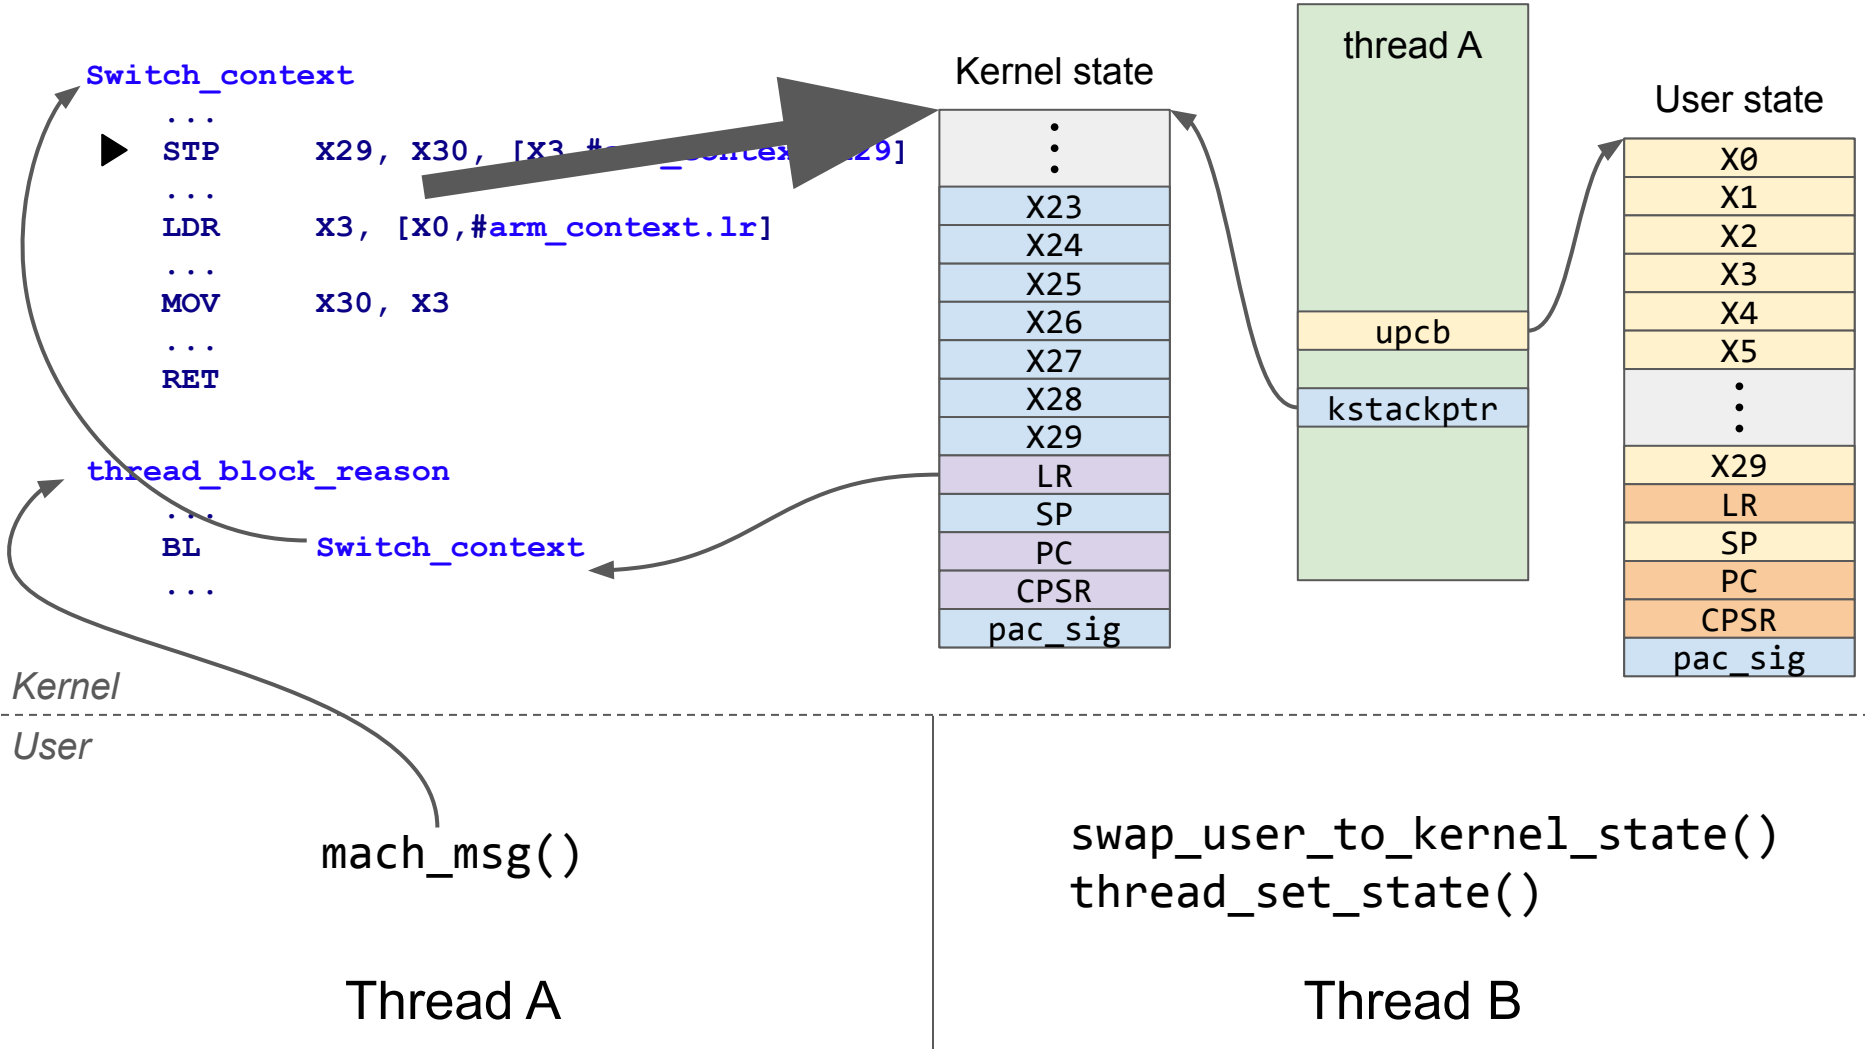 Switch_context
...
STP X29, X30, [X3,
29]
...
LDR X3, [X0,#arm_context.lr]
...
MOV X30, X3
...
RET
thread_block_reason
...
BL Switch_context
...
Kernel state
X23
X24
X25
X26
X27
X28
X29
LR
SP
PC
CPSR
pac_sig
thread A
upcb
kstackptr
User state
X0
X1
X2
X3
X4
X5
X29
LR
SP
PC
CPSR
pac_sig
Kernel
User
mach_msg()
Thread A
swap_user_to_kernel_state()
thread_set_state()
Thread B